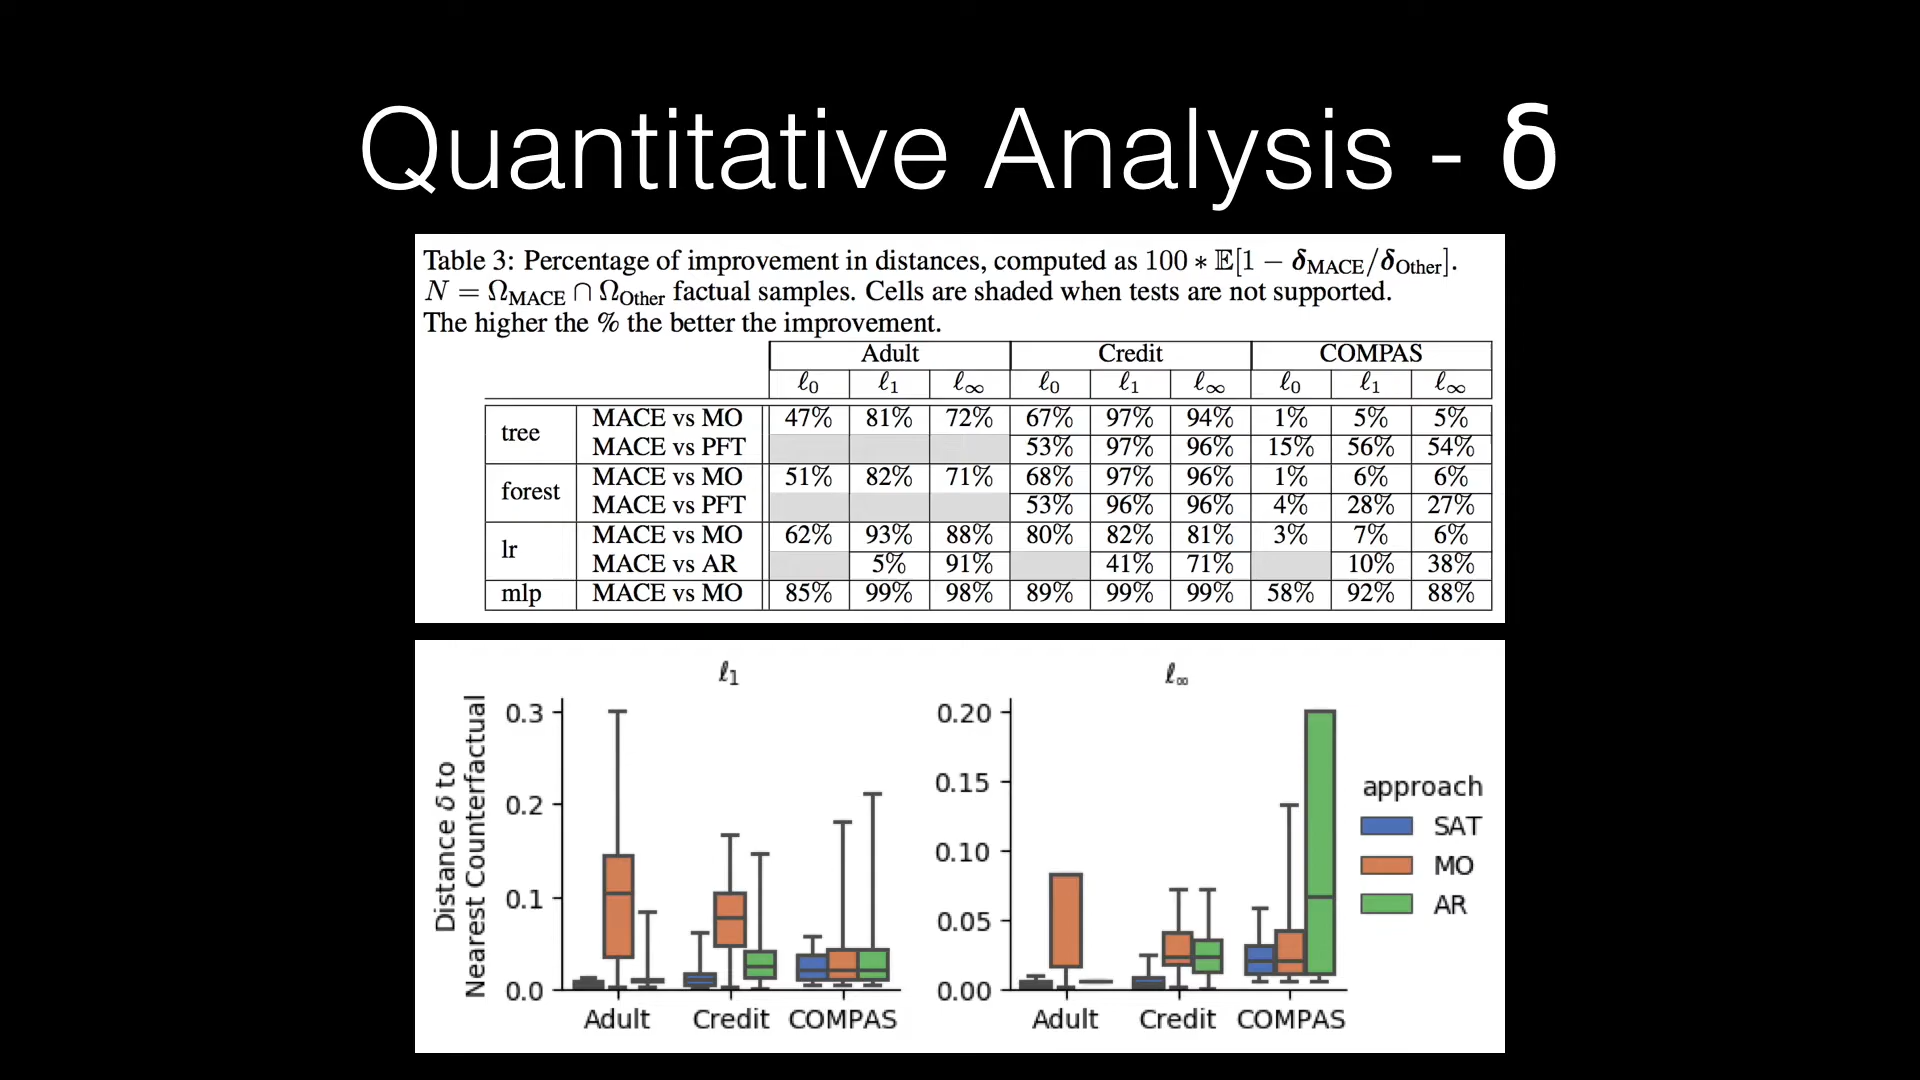 Quantitative Analysis - δ
Table 3: Percentage of improvement in distances, computed as 100 ∗ 𝔼[1 − δMACE/δOther].
N = ΩMACE ∩ ΩOther factual samples. Cells are shaded when tests are not supported.
The higher the % the better the improvement.
Adult Credit COMPAS
ℓ0 ℓ1 ℓ∞ ℓ0 ℓ1 ℓ∞ ℓ0 ℓ1 ℓ∞
tree
MACE vs MO 47% 81% 72% 67% 97% 94% 1% 5% 5%
MACE vs PFT 53% 97% 96% 15% 56% 54%
forest
MACE vs MO 51% 82% 71% 68% 97% 96% 1% 6% 6%
MACE vs PFT 53% 96% 96% 4% 28% 27%
lr
MACE vs MO 62% 93% 88% 80% 82% 81% 3% 7% 6%
MACE vs AR 5% 91% 41% 71% 10% 38%
mlp MACE vs MO 85% 99% 98% 89% 99% 99% 58% 92% 88%
ℓ1
Distance δ to
Nearest Counterfactual
0.3
0.2
0.1
0.0
Adult Credit COMPAS
ℓ∞
0.20
0.15
0.10
0.05
0.00
Adult Credit COMPAS
approach
SAT
MO
AR